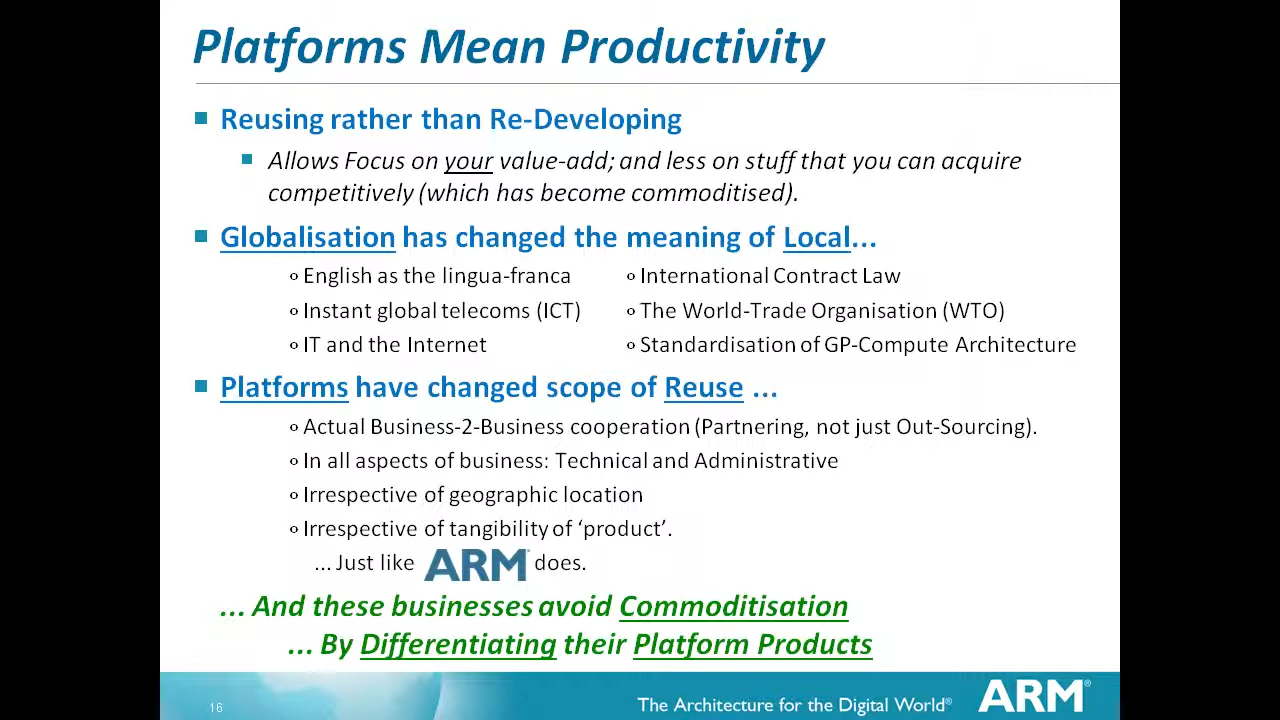 Platforms Mean Productivity
Reusing rather than Re-Developing
Allows Focus on your value-add; and less on stuff that you can acquire
competitively (which has become commoditised).
Globalisation has changed the meaning of Local...
English as the lingua-franca
Instant global telecoms (ICT)
IT and the Internet
International Contract Law
The World-Trade Organisation (WTO)
Standardisation of GP-Compute Architecture
Platforms have changed scope of Reuse ...
Actual Business-2-Business cooperation (Partnering, not just Out-Sourcing).
In all aspects of business: Technical and Administrative
Irrespective of geographic location
Irrespective of tangibility of ‘product’.
... Just like ARM does.
... And these businesses avoid Commoditisation
... By Differentiating their Platform Products
16
The Architecture for the Digital World®
ARM®